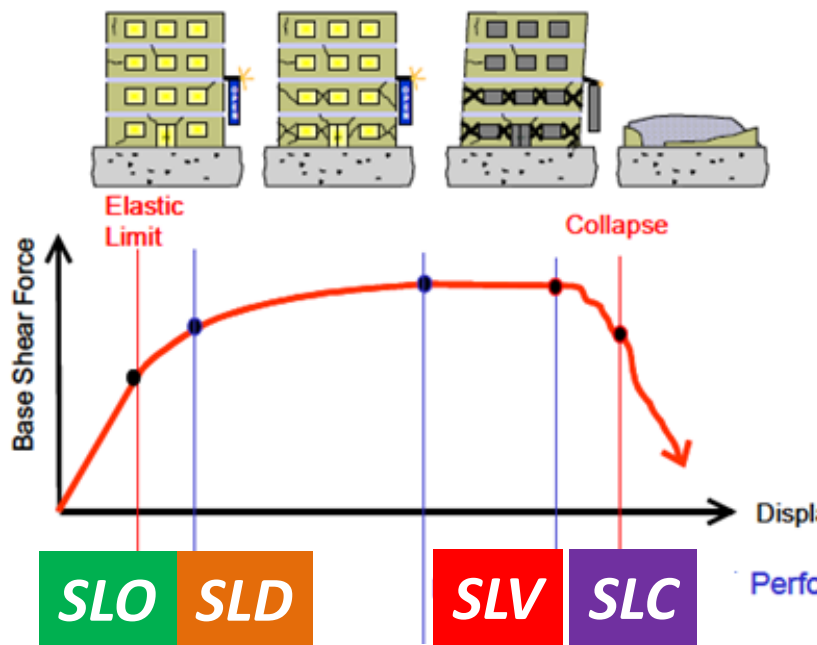 Elastic
Limit
Collapse
Base Shear Force
SLO
SLD
SLV
SLC